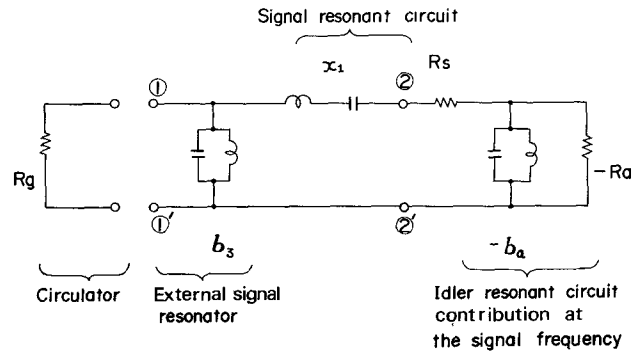 Signal resonant circuit
x₁
① ② Rs
Rg -Ra
①' ②'
b₃ -bₐ
Circulator
External signal
resonator
Idler resonant circuit
contribution at
the signal frequency